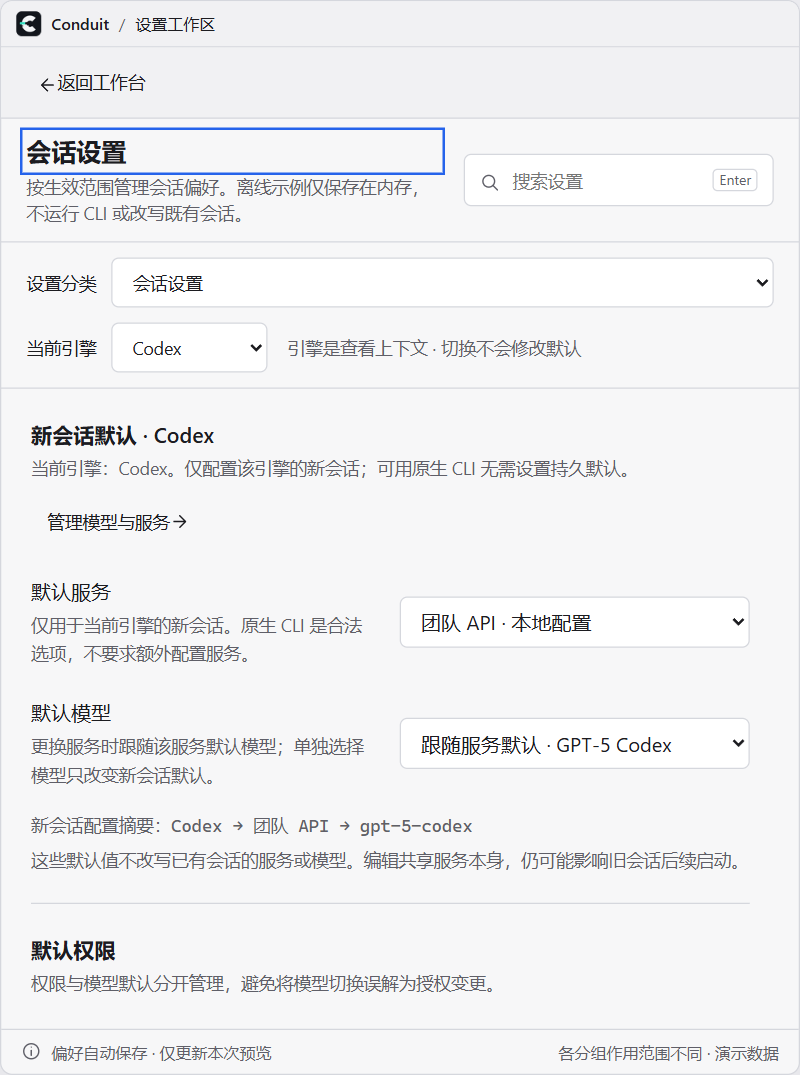 Conduit / 设置工作区
←返回工作台
会话设置
按生效范围管理会话偏好。离线示例仅保存在内存，
不运行 CLI 或改写既有会话。
搜索设置 Enter
设置分类 会话设置
当前引擎 Codex 引擎是查看上下文 · 切换不会修改默认
新会话默认 · Codex
当前引擎：Codex。仅配置该引擎的新会话；可用原生 CLI 无需设置持久默认。
管理模型与服务→
默认服务
仅用于当前引擎的新会话。原生 CLI 是合法
选项，不要求额外配置服务。
团队 API · 本地配置
默认模型
更换服务时跟随该服务默认模型；单独选择
模型只改变新会话默认。
跟随服务默认 · GPT-5 Codex
新会话配置摘要：Codex → 团队 API → gpt-5-codex
这些默认值不改写已有会话的服务或模型。编辑共享服务本身，仍可能影响旧会话后续启动。
默认权限
权限与模型默认分开管理，避免将模型切换误解为授权变更。
偏好自动保存 · 仅更新本次预览 各分组作用范围不同 · 演示数据